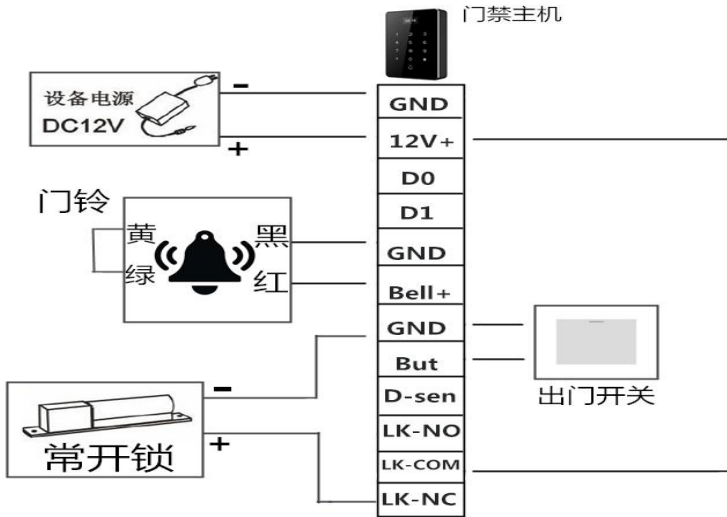 门禁主机
设备电源
DC12V
-
+
GND
12V+
D0
D1
GND
Bell+
GND
But
D-sen
LK-NO
LK-COM
LK-NC
门铃
黄
绿
黑
红
出门开关
-
+
常开锁